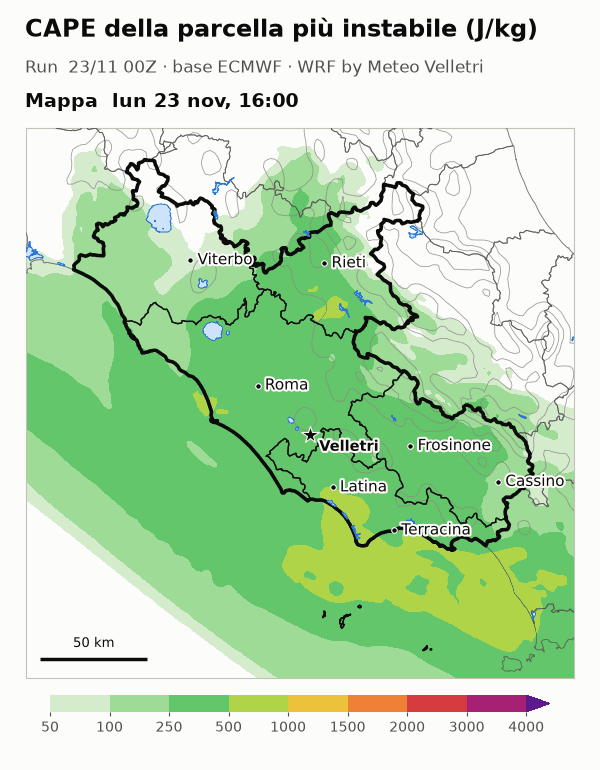 CAPE della parcella più instabile (J/kg)
Run  23/11 00Z · base ECMWF · WRF by Meteo Velletri
Mappa  lun 23 nov, 16:00
Viterbo
Rieti
Roma
Velletri
Frosinone
Cassino
Latina
Terracina
50 km
50 100 250 500 1000 1500 2000 3000 4000